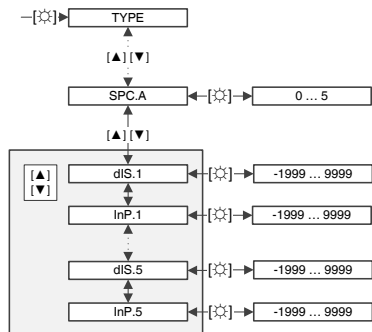 [☼] TYPE
[▲] [▼]
SPC.A [☼] 0 ... 5
[▲] [▼]
[▲] dIS.1 [☼] -1999 ... 9999
[▼]
InP.1 [☼] -1999 ... 9999
dIS.5 [☼] -1999 ... 9999
InP.5 [☼] -1999 ... 9999